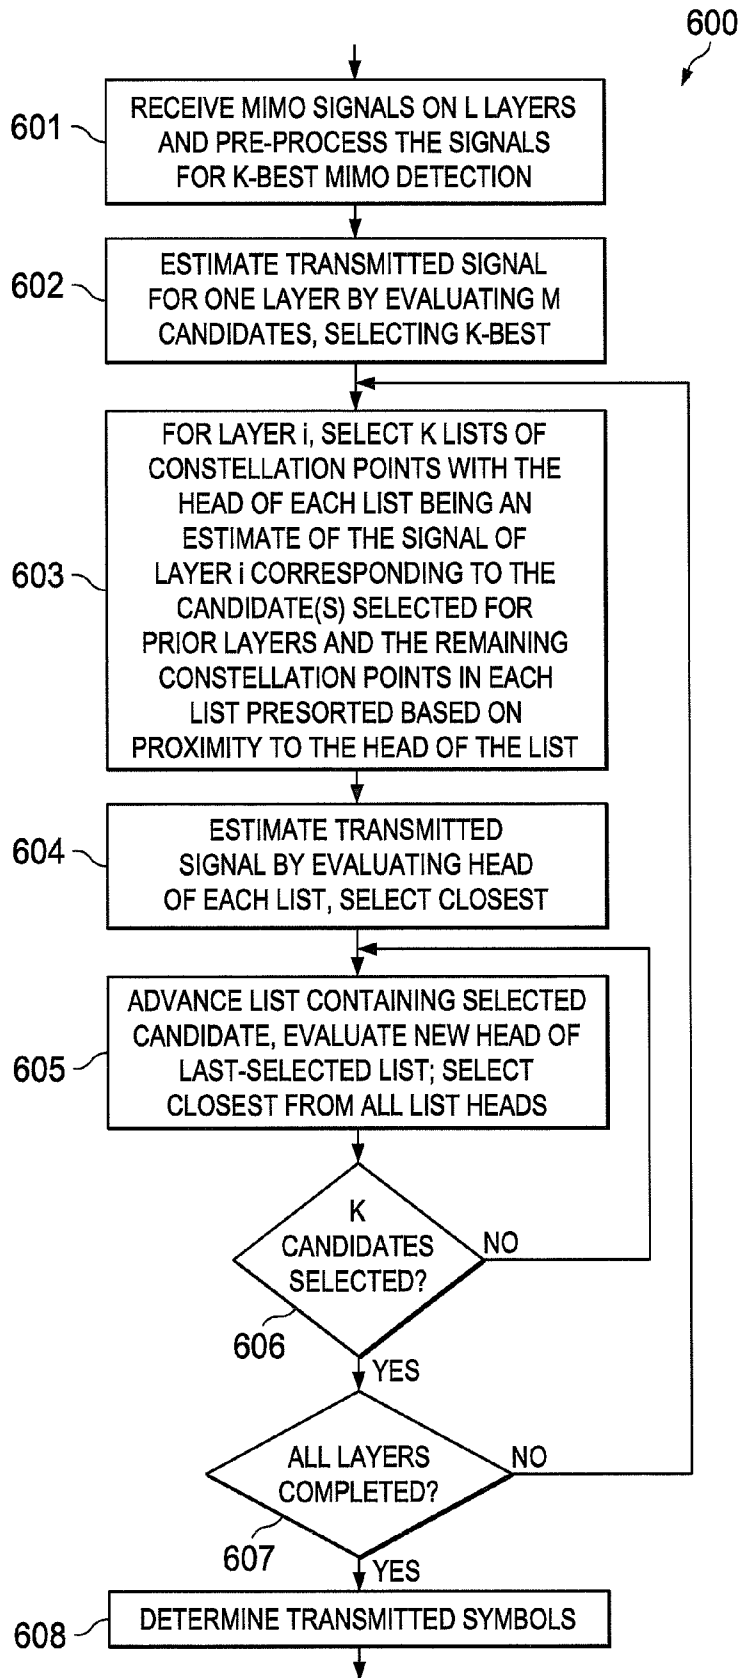 600
601
RECEIVE MIMO SIGNALS ON L LAYERS
AND PRE-PROCESS THE SIGNALS
FOR K-BEST MIMO DETECTION
602
ESTIMATE TRANSMITTED SIGNAL
FOR ONE LAYER BY EVALUATING M
CANDIDATES, SELECTING K-BEST
603
FOR LAYER i, SELECT K LISTS OF
CONSTELLATION POINTS WITH THE
HEAD OF EACH LIST BEING AN
ESTIMATE OF THE SIGNAL OF
LAYER i CORRESPONDING TO THE
CANDIDATE(S) SELECTED FOR
PRIOR LAYERS AND THE REMAINING
CONSTELLATION POINTS IN EACH
LIST PRESORTED BASED ON
PROXIMITY TO THE HEAD OF THE LIST
604
ESTIMATE TRANSMITTED
SIGNAL BY EVALUATING HEAD
OF EACH LIST, SELECT CLOSEST
605
ADVANCE LIST CONTAINING SELECTED
CANDIDATE, EVALUATE NEW HEAD OF
LAST-SELECTED LIST; SELECT
CLOSEST FROM ALL LIST HEADS
K
CANDIDATES
SELECTED?
NO
606
YES
ALL LAYERS
COMPLETED?
NO
607
YES
608
DETERMINE TRANSMITTED SYMBOLS